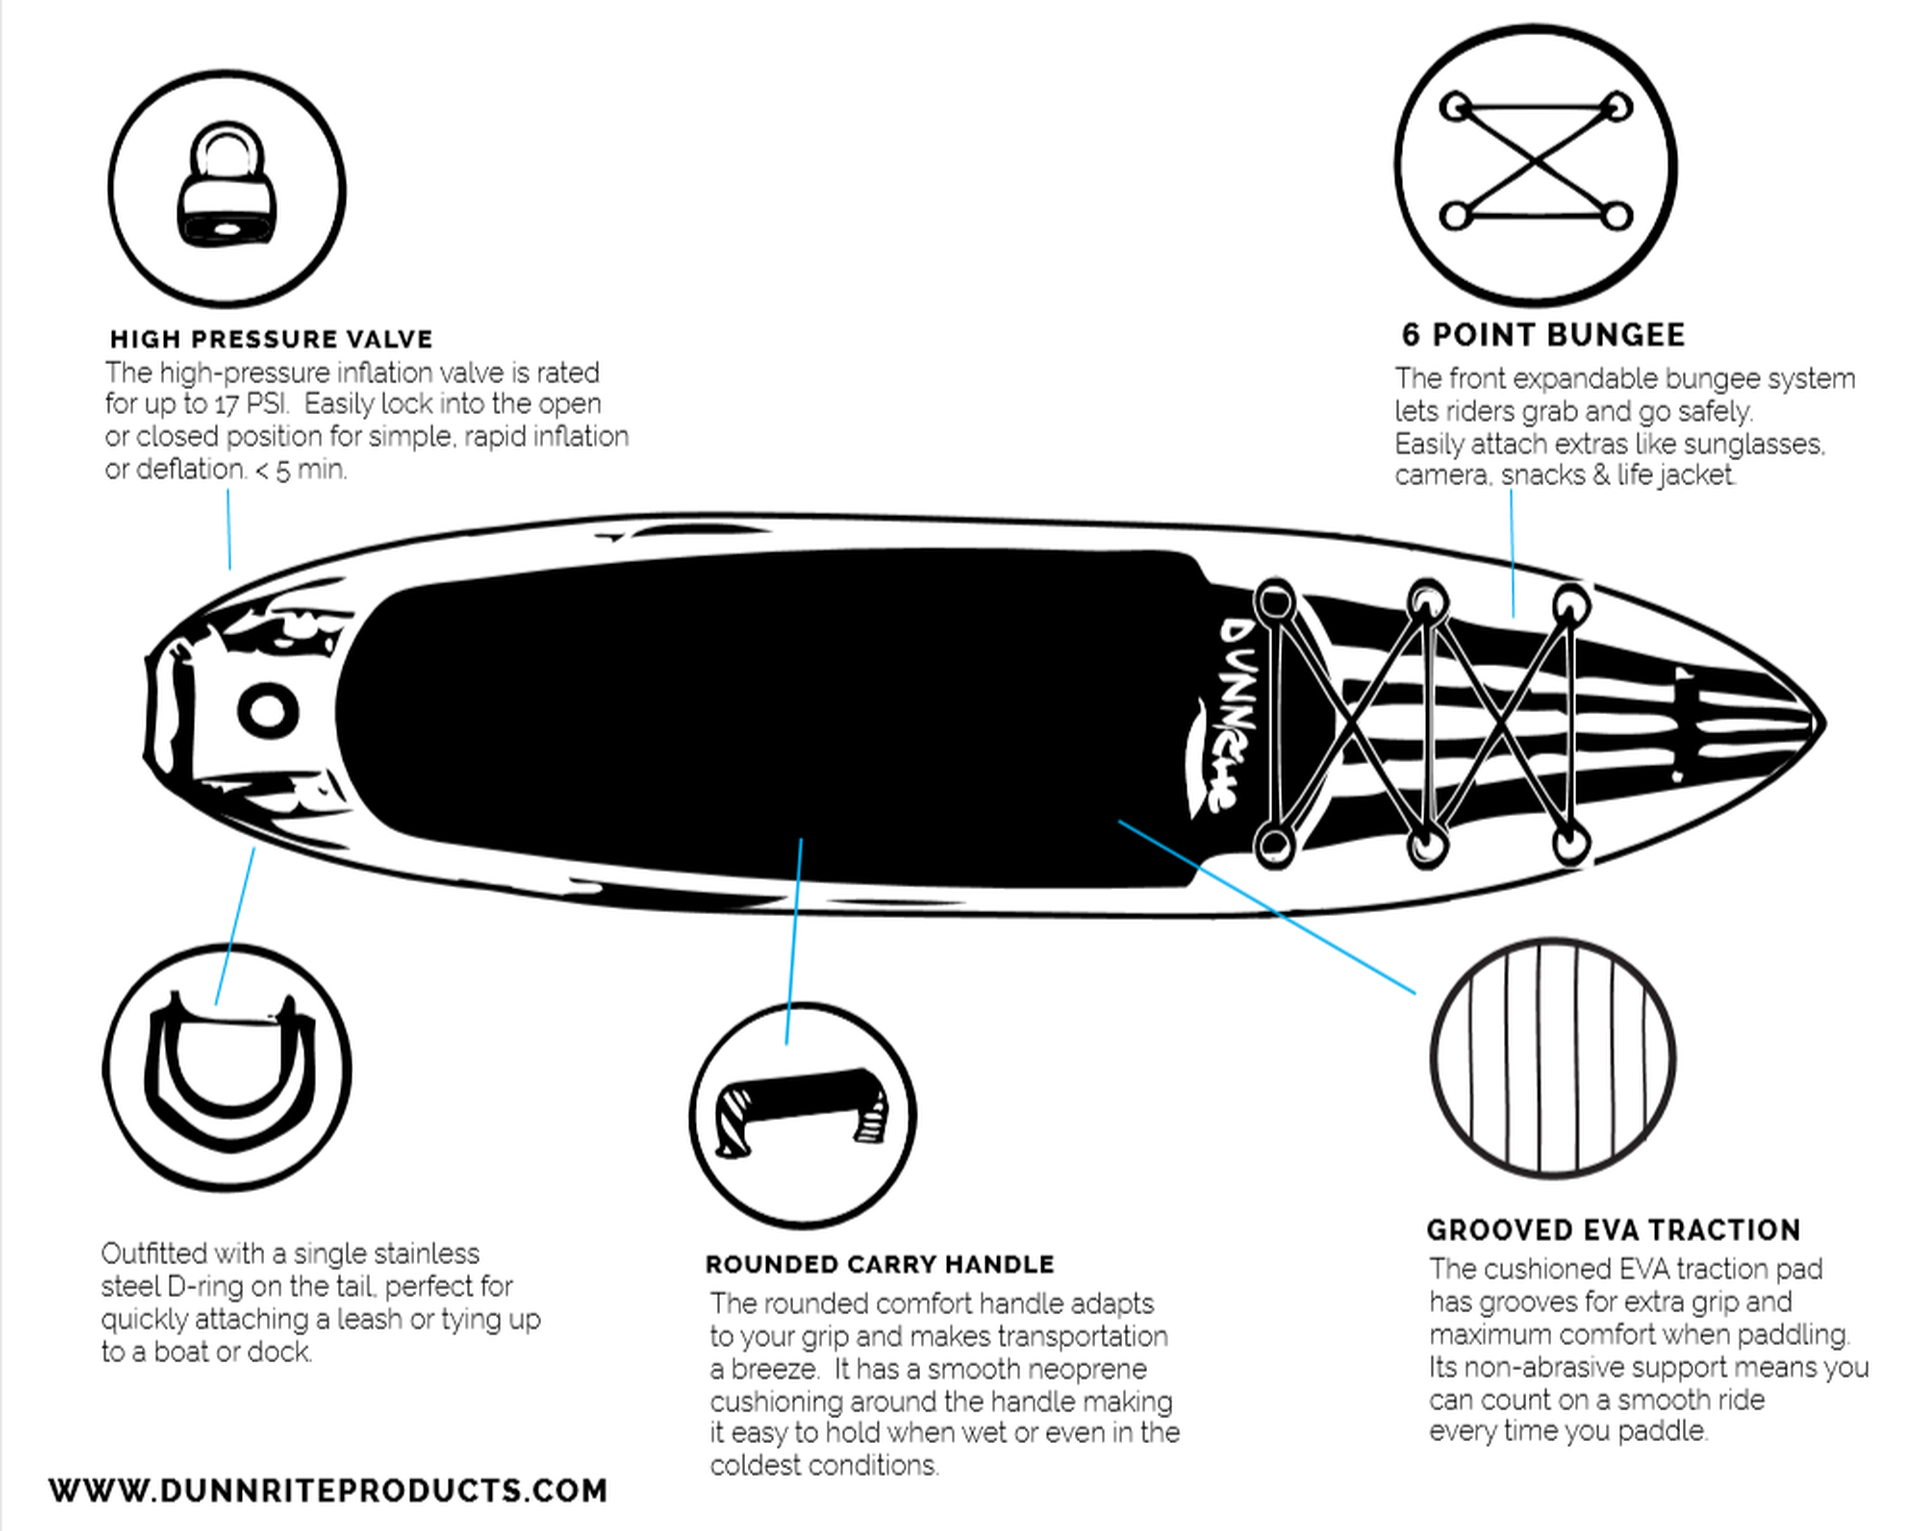 HIGH PRESSURE VALVE
The high-pressure inflation valve is rated
for up to 17 PSI.  Easily lock into the open
or closed position for simple, rapid inflation
or deflation. < 5 min.
6 POINT BUNGEE
The front expandable bungee system
lets riders grab and go safely.
Easily attach extras like sunglasses,
camera, snacks & life jacket.
Outfitted with a single stainless
steel D-ring on the tail, perfect for
quickly attaching a leash or tying up
to a boat or dock.
ROUNDED CARRY HANDLE
The rounded comfort handle adapts
to your grip and makes transportation
a breeze.  It has a smooth neoprene
cushioning around the handle making
it easy to hold when wet or even in the
coldest conditions.
GROOVED EVA TRACTION
The cushioned EVA traction pad
has grooves for extra grip and
maximum comfort when paddling.
Its non-abrasive support means you
can count on a smooth ride
every time you paddle.
WWW.DUNNRITEPRODUCTS.COM